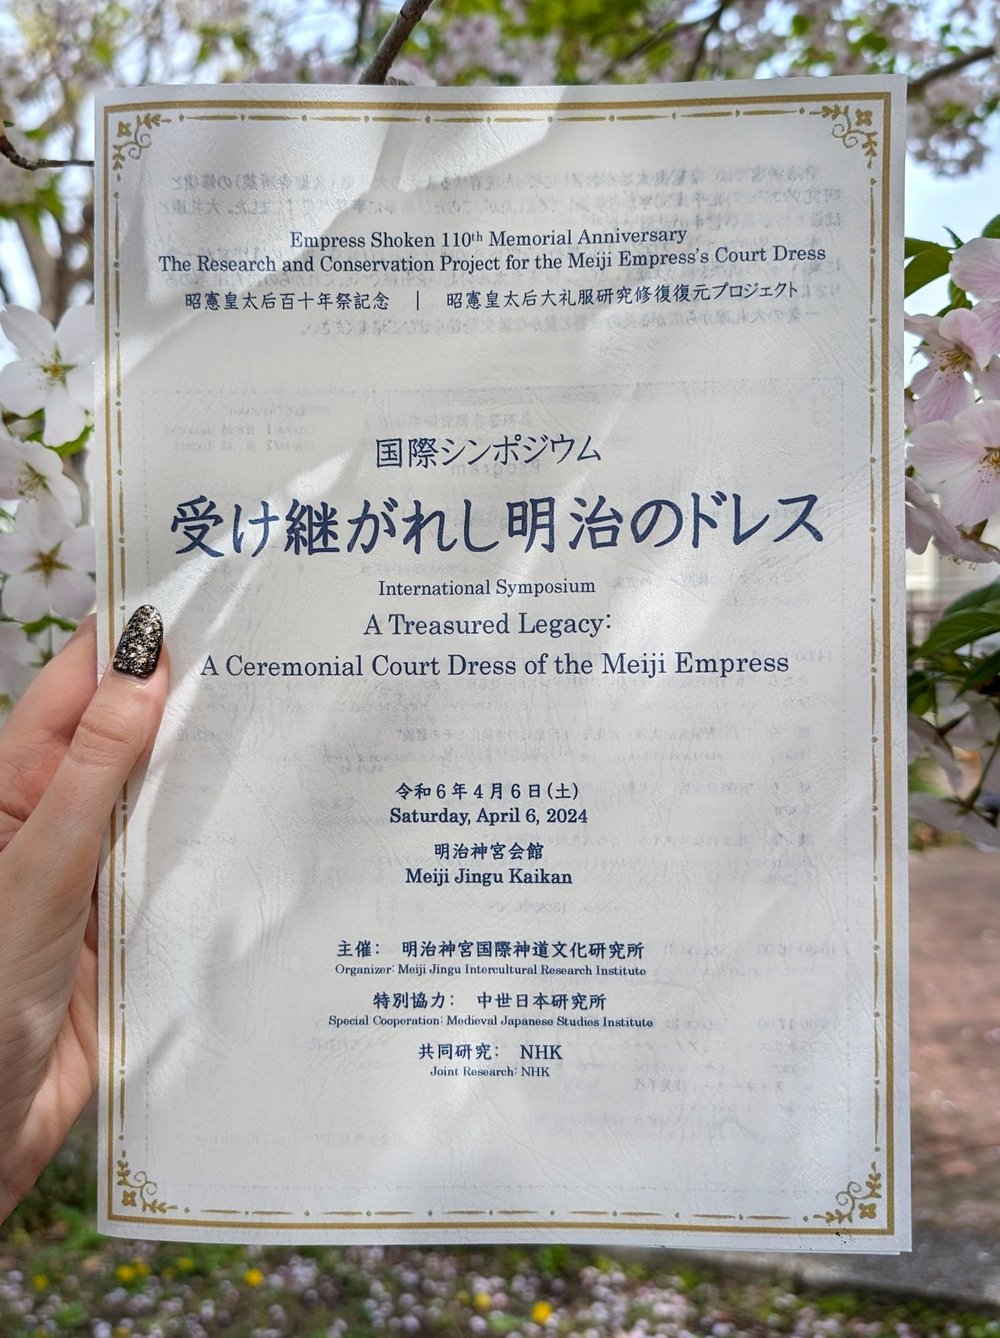 Empress Shoken 110th Memorial Anniversary
The Research and Conservation Project for the Meiji Empress's Court Dress
昭憲皇太后百十年祭記念 | 昭憲皇太后大礼服研究修復復元プロジェクト
国際シンポジウム
受け継がれし明治のドレス
International Symposium
A Treasured Legacy:
A Ceremonial Court Dress of the Meiji Empress
令和6年4月6日(土)
Saturday, April 6, 2024
明治神宮会館
Meiji Jingu Kaikan
主催: 明治神宮国際神道文化研究所
Organizer: Meiji Jingu Intercultural Research Institute
特別協力: 中世日本研究所
Special Cooperation: Medieval Japanese Studies Institute
共同研究: NHK
Joint Research: NHK